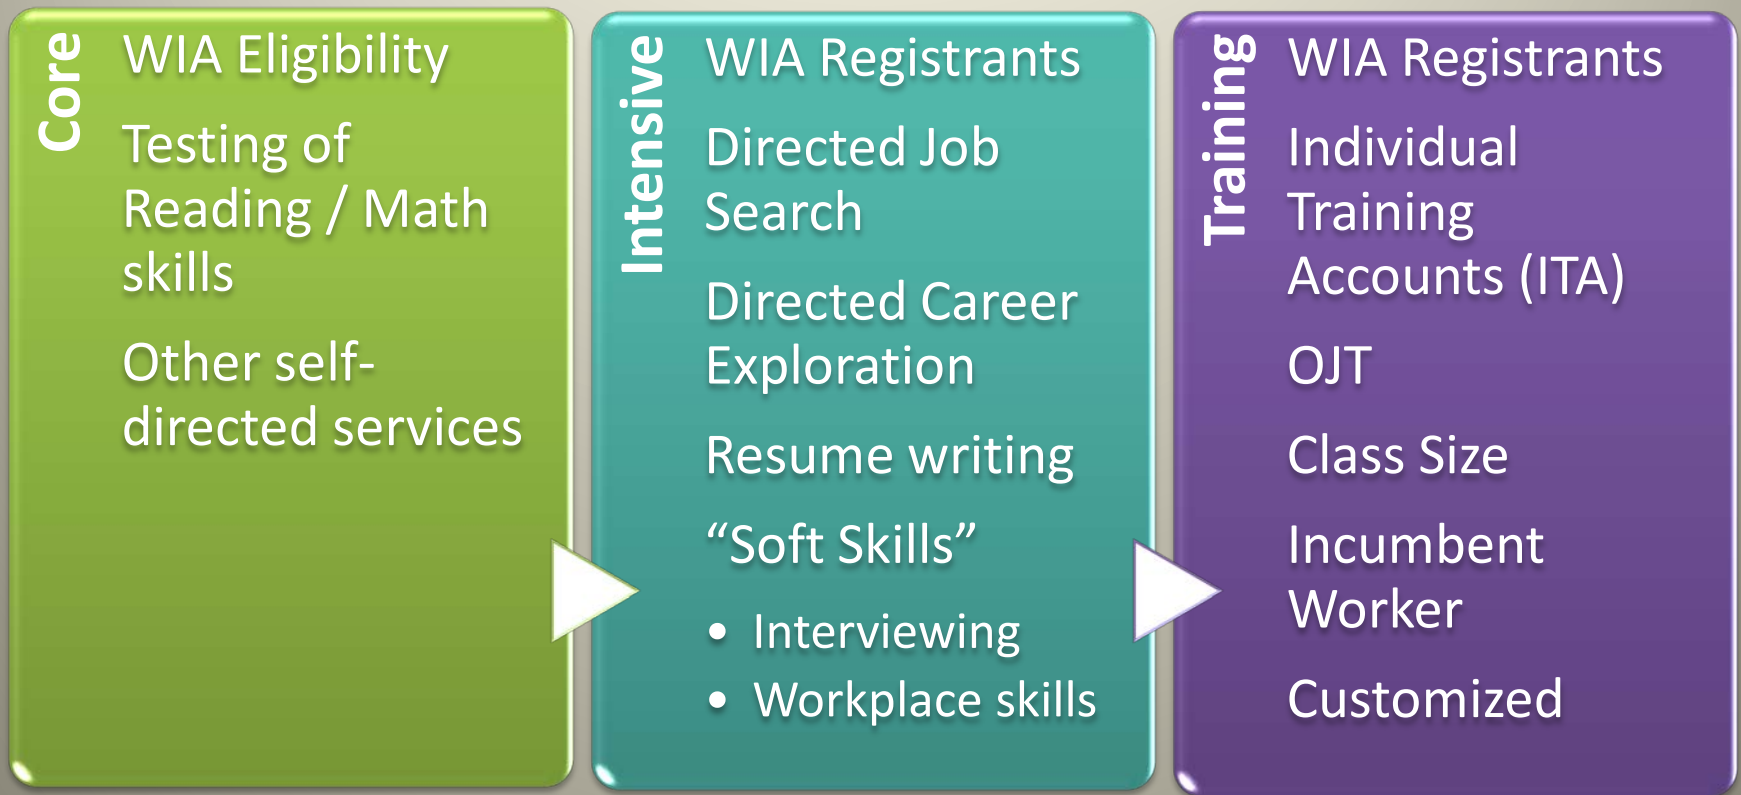 Core
WIA Eligibility
Testing of
Reading / Math
skills
Other self-
directed services
Intensive
WIA Registrants
Directed Job
Search
Directed Career
Exploration
Resume writing
“Soft Skills”
• Interviewing
• Workplace skills
Training
WIA Registrants
Individual
Training
Accounts (ITA)
OJT
Class Size
Incumbent
Worker
Customized